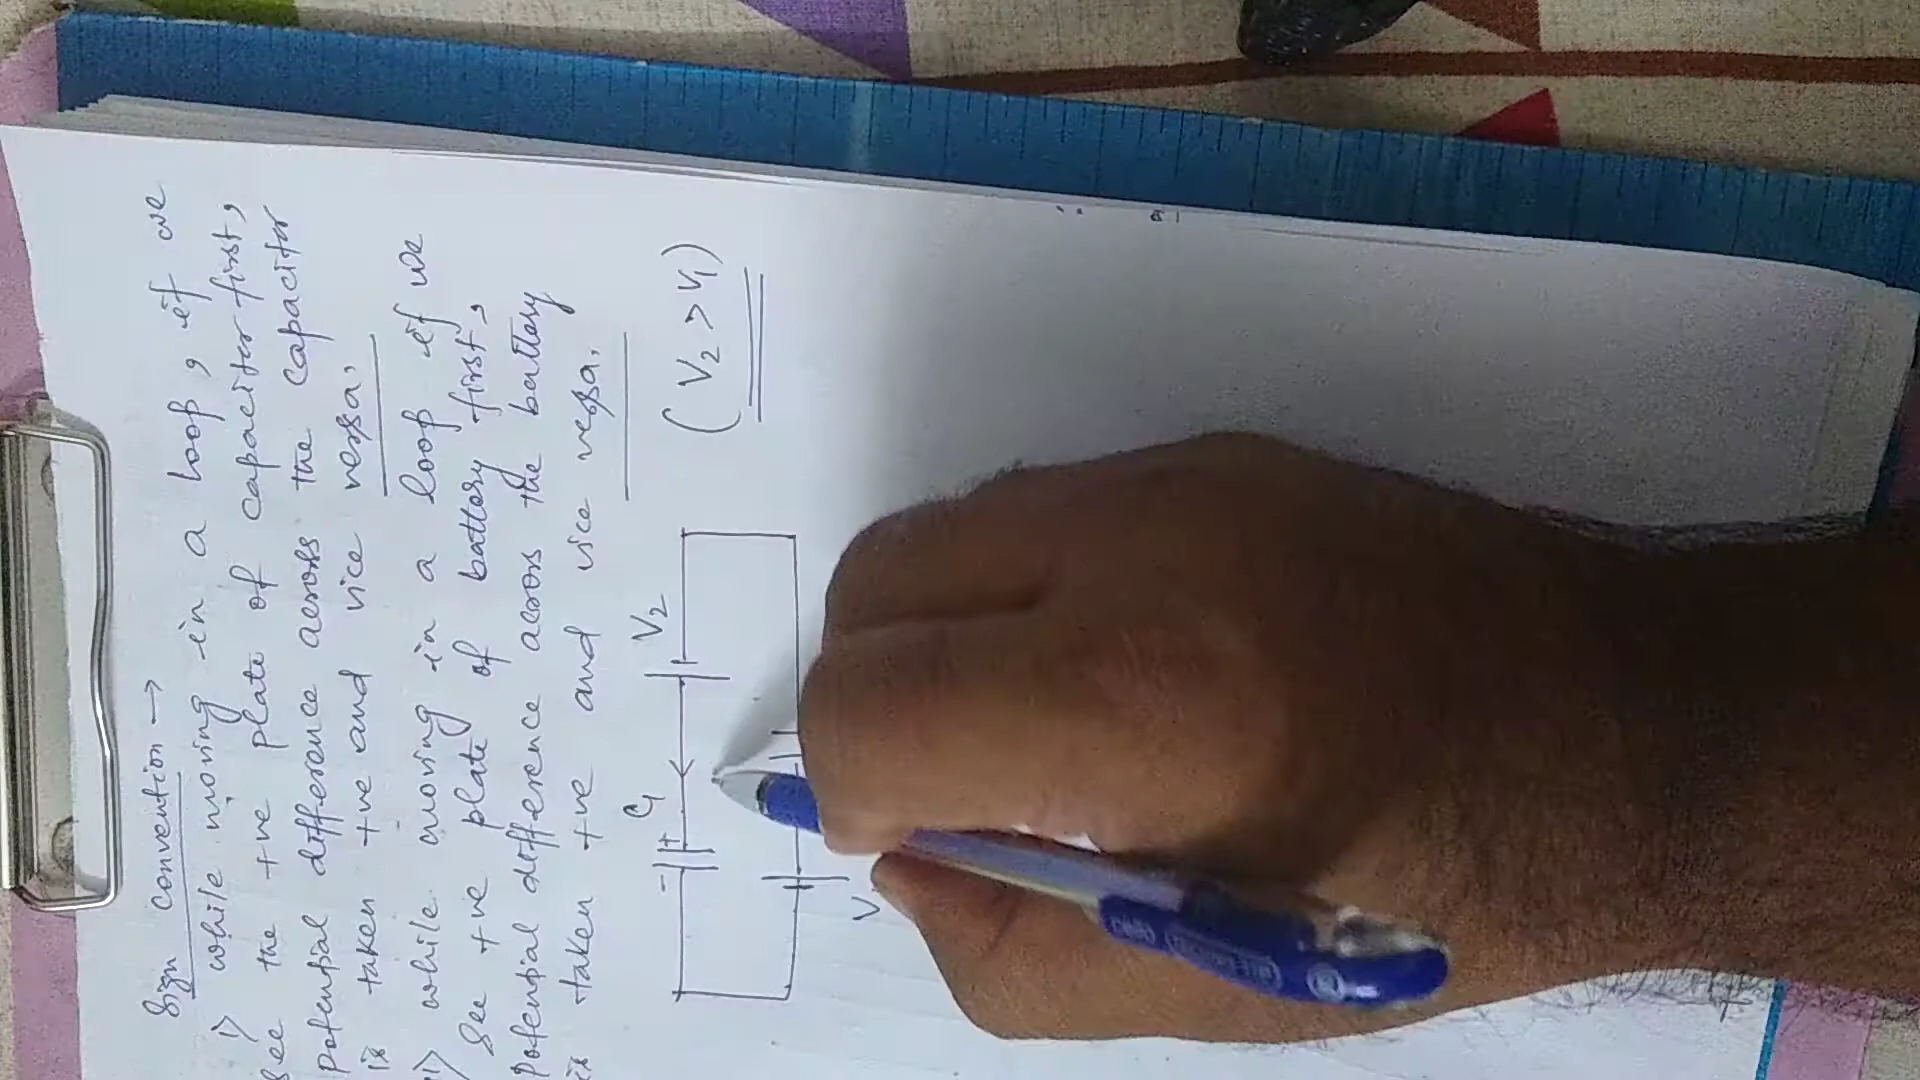 Sign convention →
i) while moving in a loop, if we
see the +ve plate of capacitor first,
potential difference across the capacitor
is taken +ve and vice versa.
ii) while moving in a loop if we
see +ve plate of battery first,
potential difference across the battery
is taken +ve and vice versa.
(V₂ > V₁)
C₁ V₂
- +
V